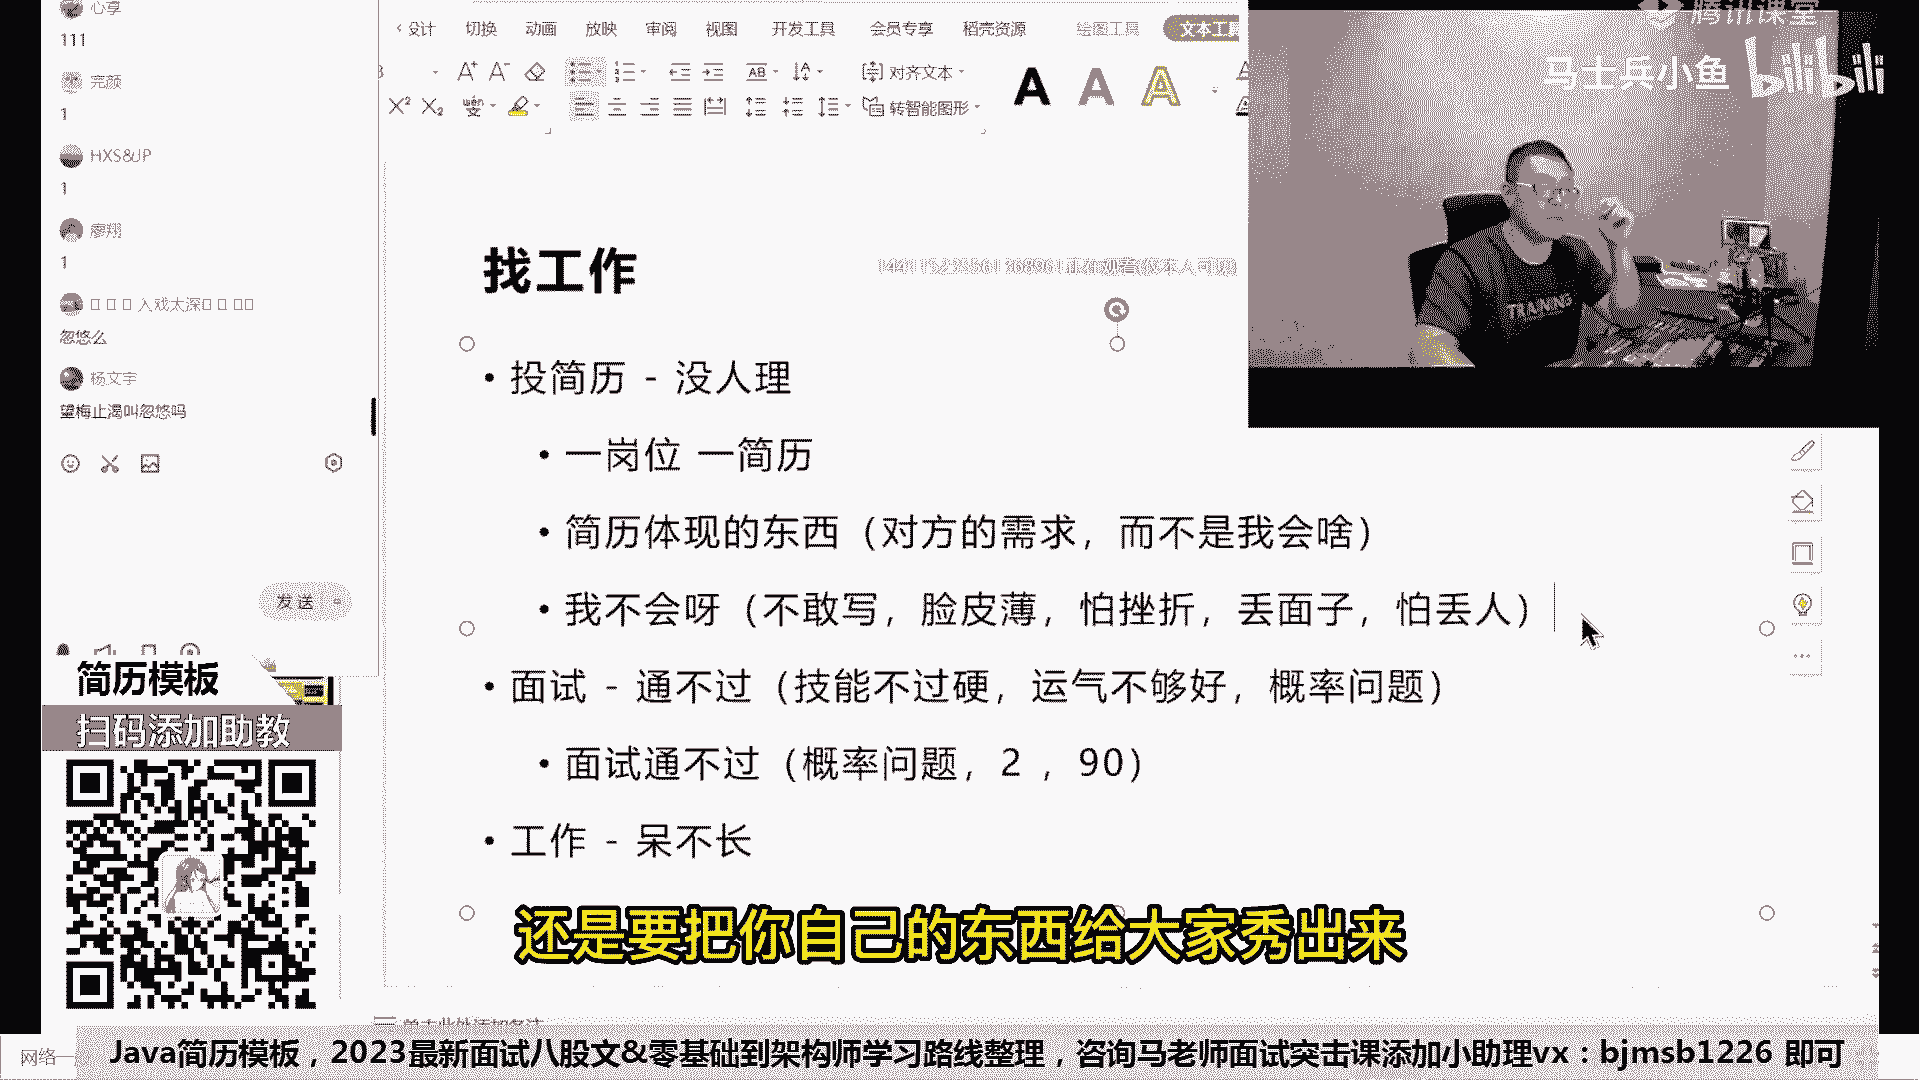 心享
111
完颜
1
HXS&JP
1
廖翔
1
入戏太深
忽悠么
杨文宇
望梅止渴叫忽悠吗
发送
设计 切换 动画 放映 审阅 视图 开发工具 会员专享 稻壳资源 绘图工具 文本工具
对齐文本
转智能图形
腾讯课堂
马士兵小鱼 bilibili
找工作
正在观看(仅本人可见)
• 投简历 - 没人理
• 一岗位 一简历
• 简历体现的东西（对方的需求，而不是我会啥）
• 我不会呀（不敢写，脸皮薄，怕挫折，丢面子，怕丢人）
• 面试 - 通不过（技能不过硬，运气不够好，概率问题）
• 面试通不过（概率问题，2 ，90）
• 工作 - 呆不长
TRAINING
还是要把你自己的东西给大家秀出来
简历模板
扫码添加助教
单击此处添加备注
网络
Java简历模板，2023最新面试八股文&零基础到架构师学习路线整理，咨询马老师面试突击课添加小助理vx：bjmsb1226 即可